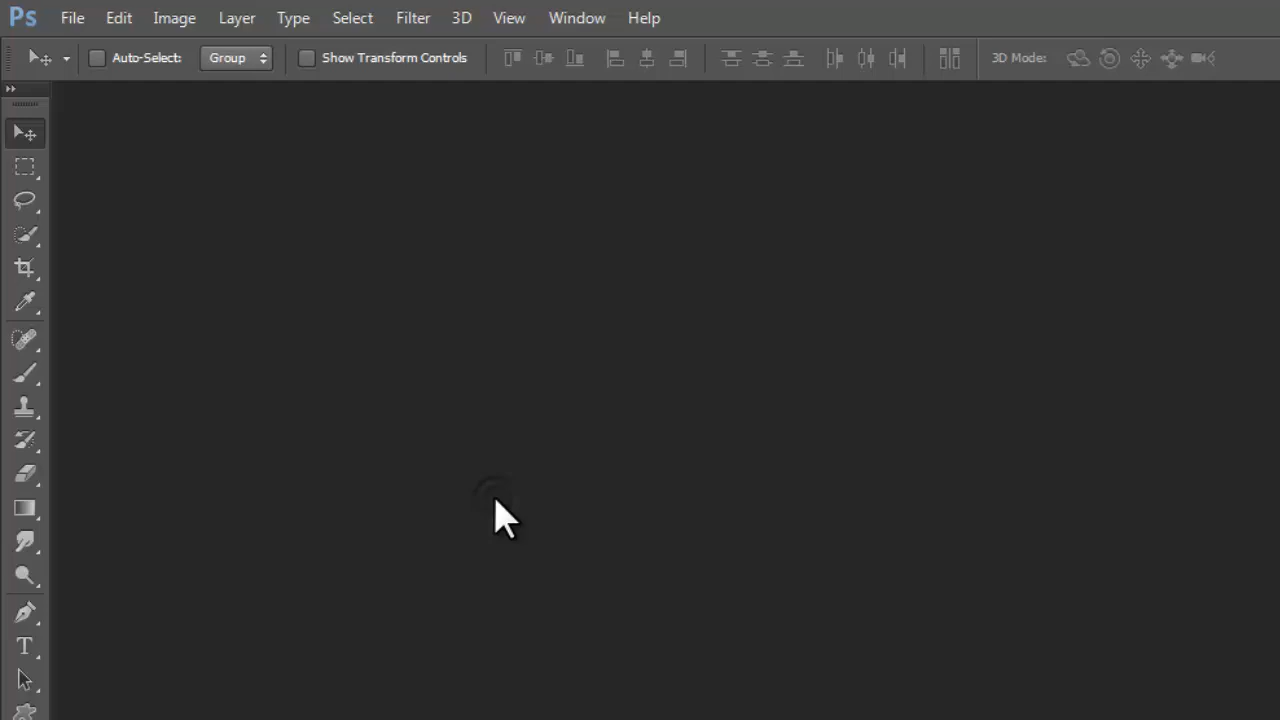 Ps File Edit Image Layer Type Select Filter 3D View Window Help
Auto-Select: Group Show Transform Controls 3D Mode:
T